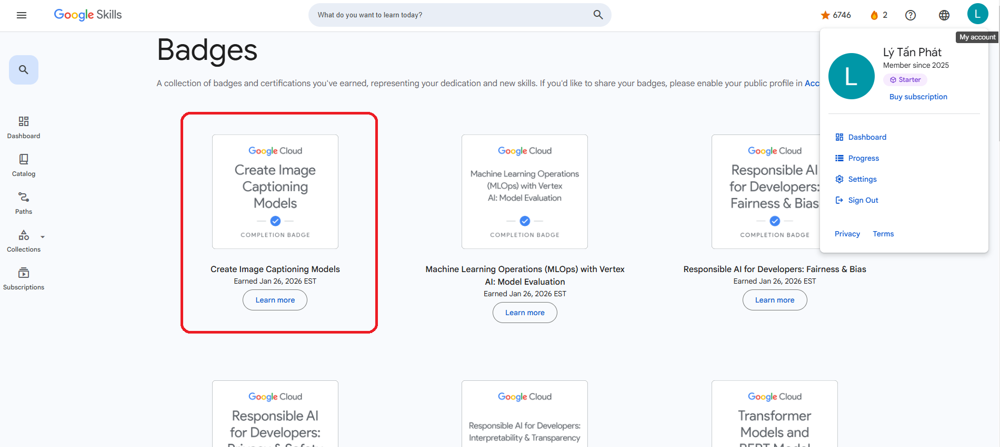 Google Skills
What do you want to learn today?
6746
2
L
My account
Badges
A collection of badges and certifications you've earned, representing your dedication and new skills. If you'd like to share your badges, please enable your public profile in Acc
L
Lý Tấn Phát
Member since 2025
Starter
Buy subscription
Dashboard
Progress
Settings
Sign Out
Privacy Terms
Dashboard
Catalog
Paths
Collections
Subscriptions
Google Cloud
Create Image
Captioning
Models
COMPLETION BADGE
Create Image Captioning Models
Earned Jan 26, 2026 EST
Learn more
Google Cloud
Machine Learning Operations
(MLOps) with Vertex
AI: Model Evaluation
COMPLETION BADGE
Machine Learning Operations (MLOps) with Vertex
AI: Model Evaluation
Earned Jan 26, 2026 EST
Learn more
Google Cloud
Responsible AI
for Developers:
Fairness & Bias
COMPLETION BADGE
Responsible AI for Developers: Fairness & Bias
Earned Jan 26, 2026 EST
Learn more
Google Cloud
Responsible AI
for Developers:
Privacy & Safety
Google Cloud
Responsible AI for Developers:
Interpretability & Transparency
Google Cloud
Transformer
Models and
BERT Model